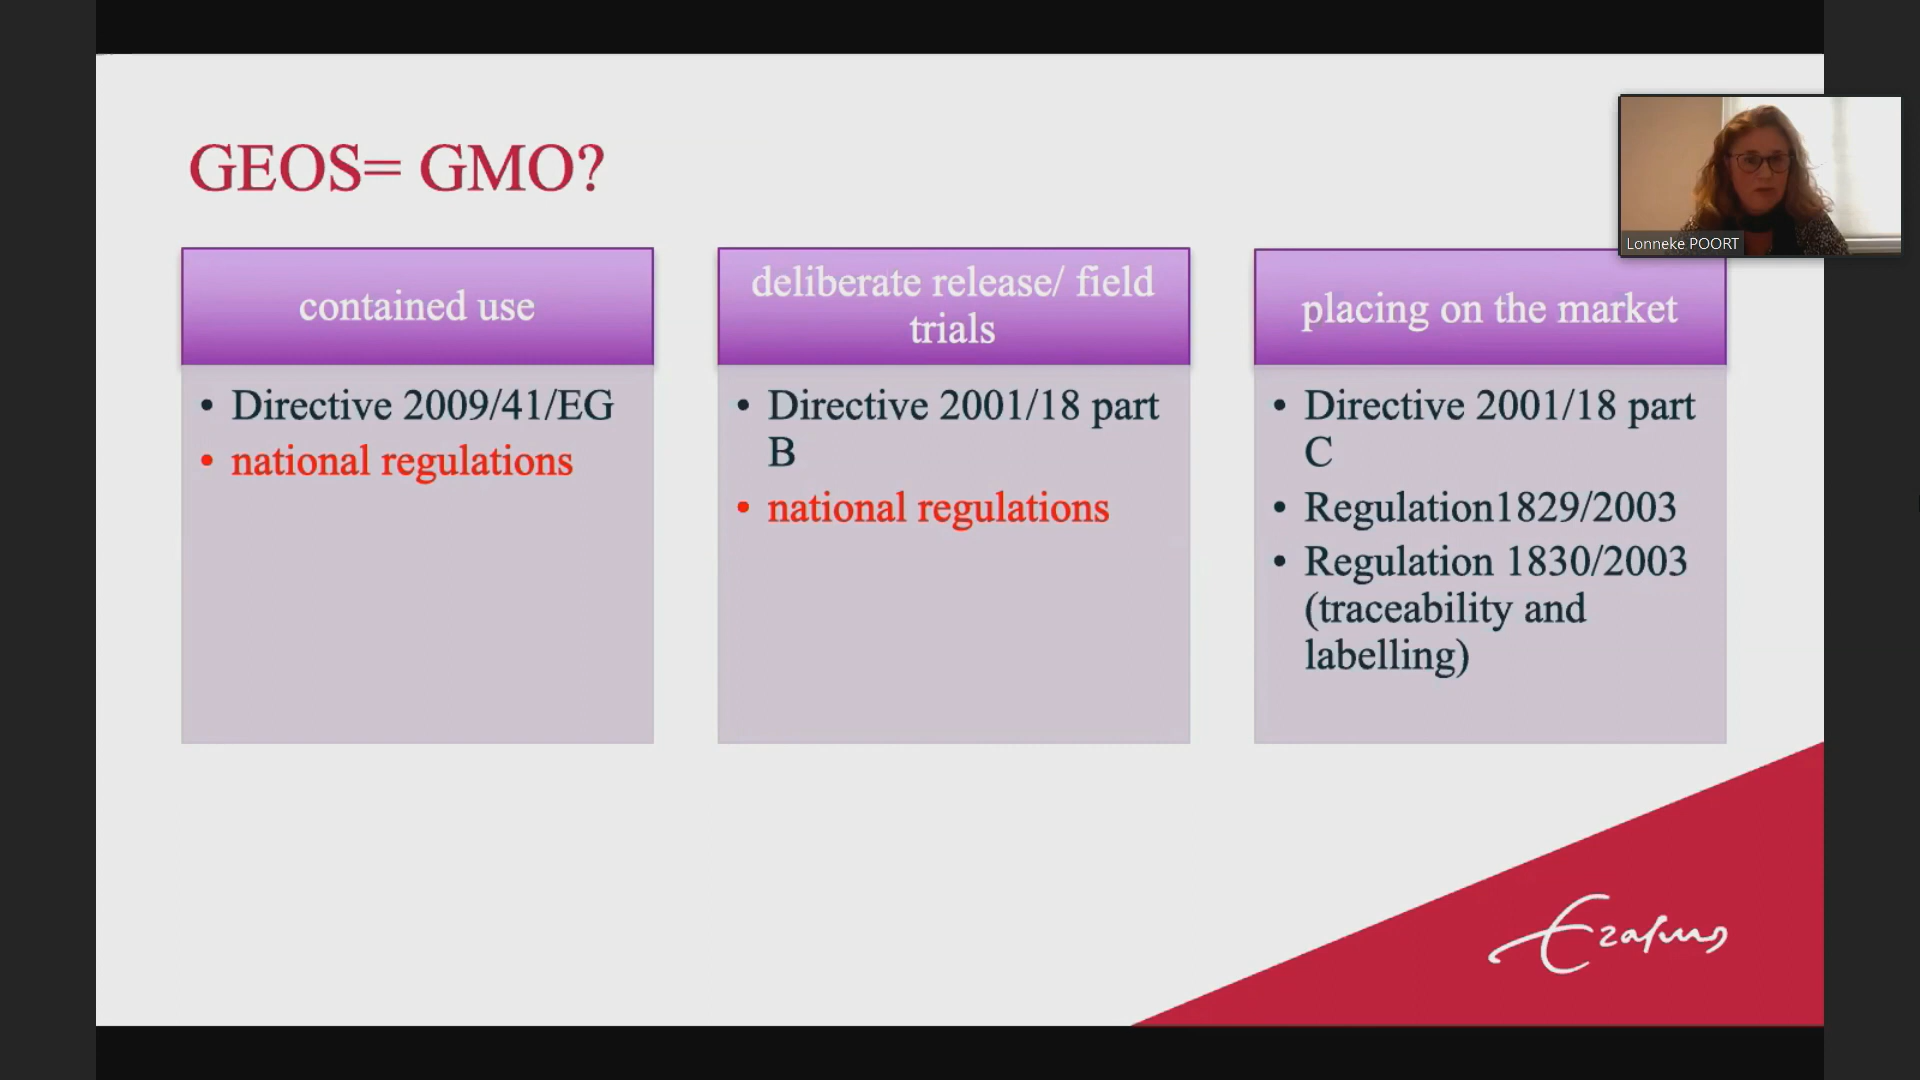 GEOS= GMO?
Lonneke POORT
contained use
• Directive 2009/41/EG
• national regulations
deliberate release/ field
trials
• Directive 2001/18 part
B
• national regulations
placing on the market
• Directive 2001/18 part
C
• Regulation1829/2003
• Regulation 1830/2003
(traceability and
labelling)
Erasmus